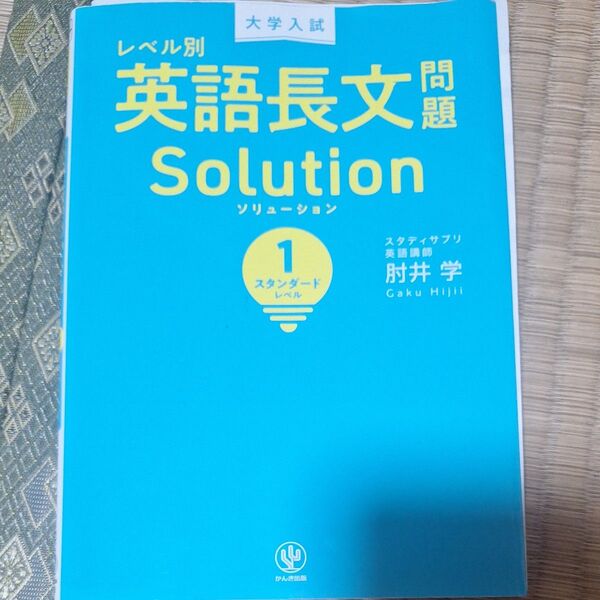 大学入試
レベル別
英語長文問題
Solution
ソリューション
1
スタンダード
レベル
スタディサプリ
英語講師
肘井 学
Gaku Hijii
かんき出版